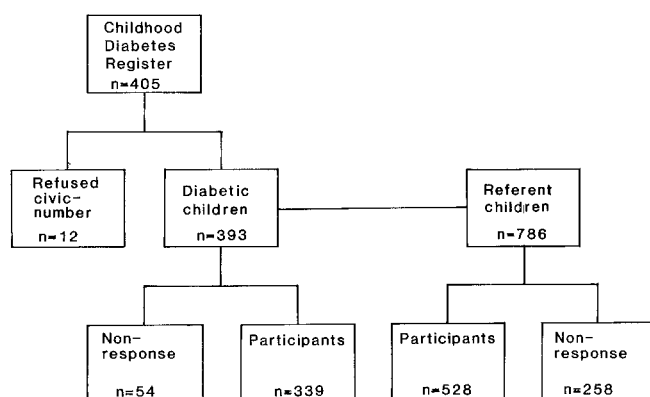 Childhood
Diabetes
Register
n=405
Refused
civic-
number
n=12
Diabetic
children
n=393
Referent
children
n=786
Non-
response
n=54
Participants
n=339
Participants
n=528
Non-
response
n=258